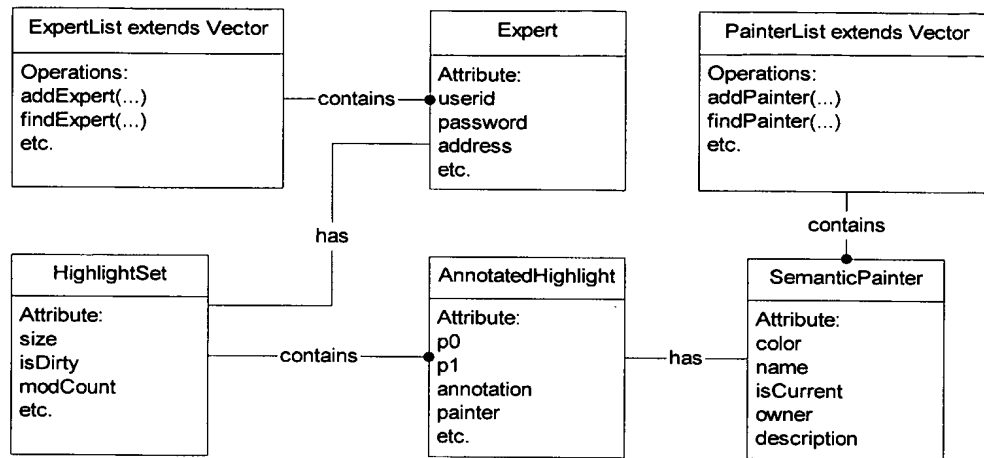 ExpertList extends Vector
Operations:
addExpert(...)
findExpert(...)
etc.
contains
Expert
Attribute:
userid
password
address
etc.
PainterList extends Vector
Operations:
addPainter(...)
findPainter(...)
etc.
has
contains
HighlightSet
Attribute:
size
isDirty
modCount
etc.
contains
AnnotatedHighlight
Attribute:
p0
p1
annotation
painter
etc.
has
SemanticPainter
Attribute:
color
name
isCurrent
owner
description